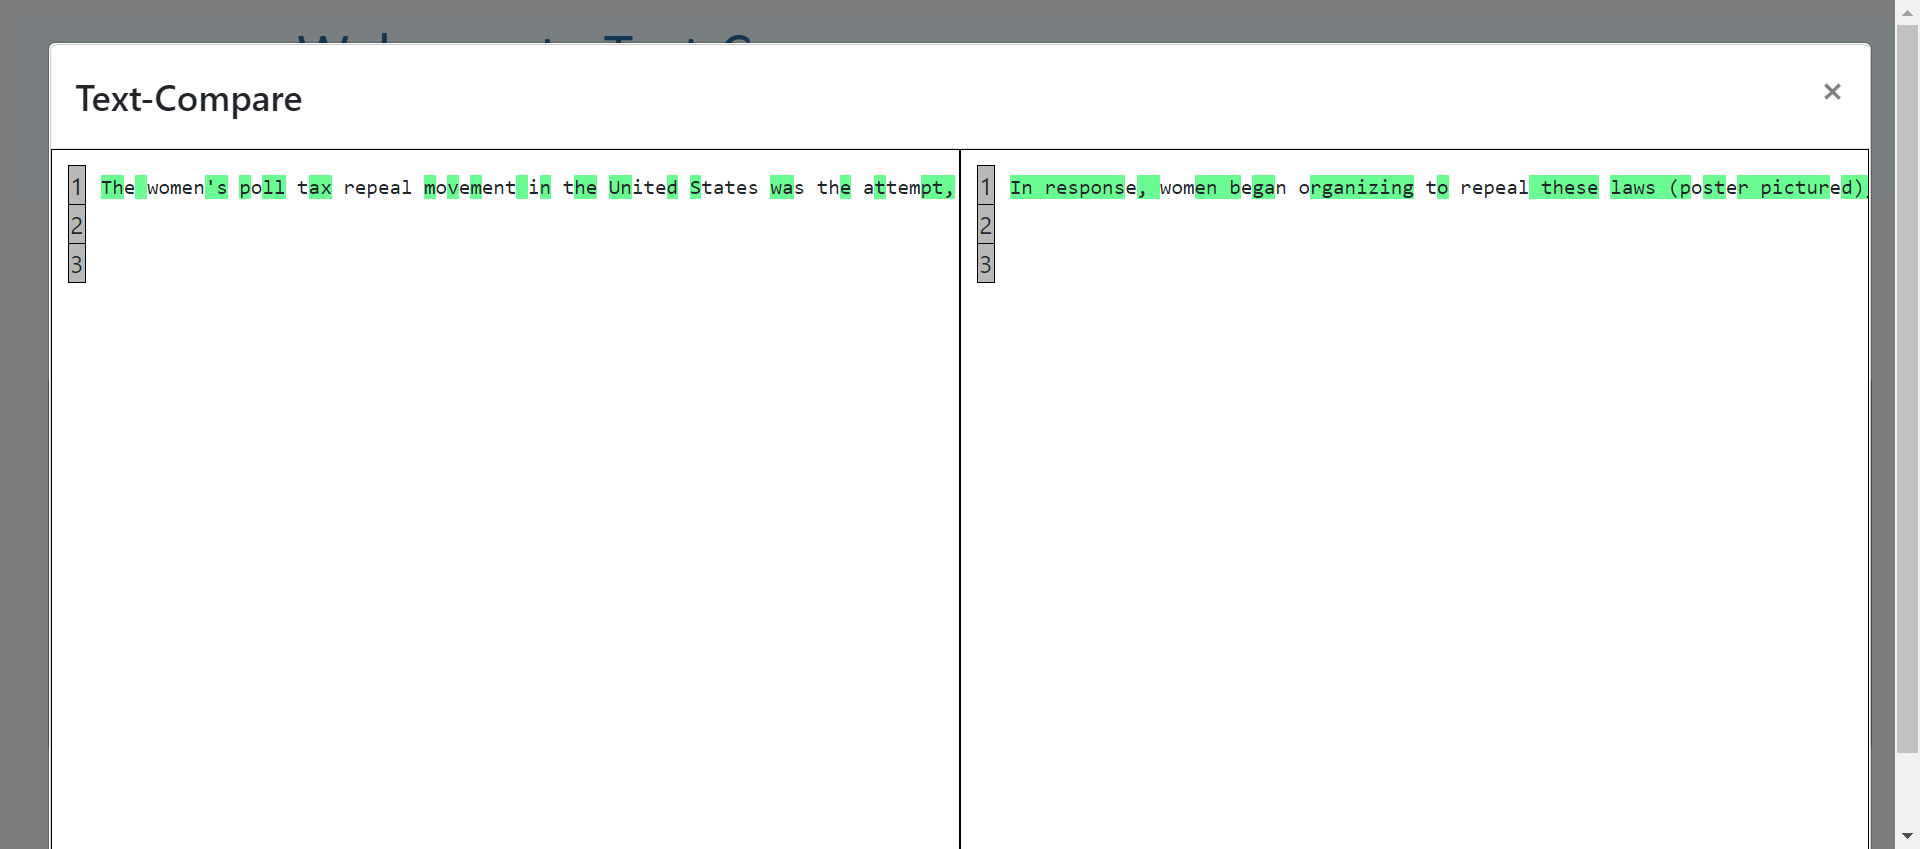 Text-Compare
×
1 The women's poll tax repeal movement in the United States was the attempt,
2
3
1 In response, women began organizing to repeal these laws (poster pictured)
2
3